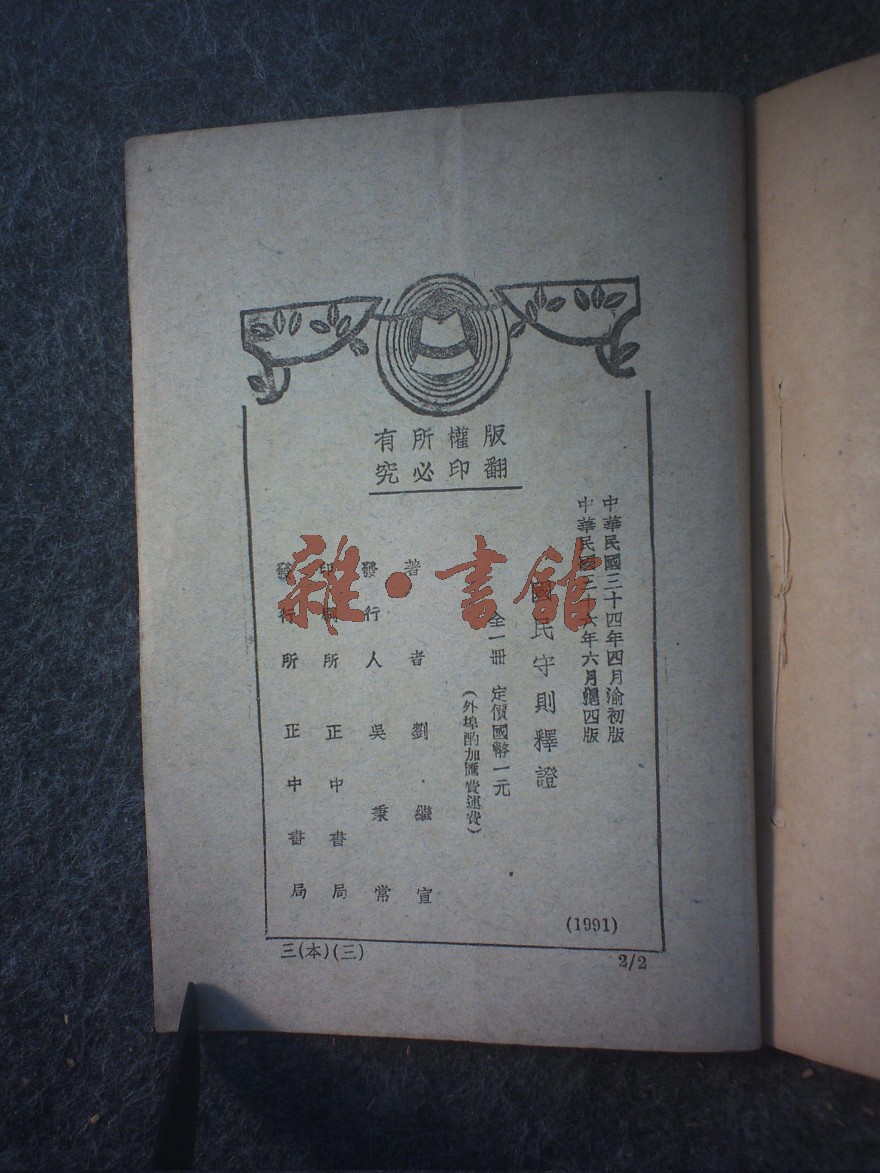 版權所有
翻印必究
中華民國三十四年四月渝初版
中華民國三十六年六月滬四版
國民守則釋證
全一冊 定價國幣一元
(外埠酌加匯費運費)
著者 劉繼宣
發行人 吳秉常
印刷所 正中書局
發行所 正中書局
(1991)
三(本)(三)
2/2
雜·書館